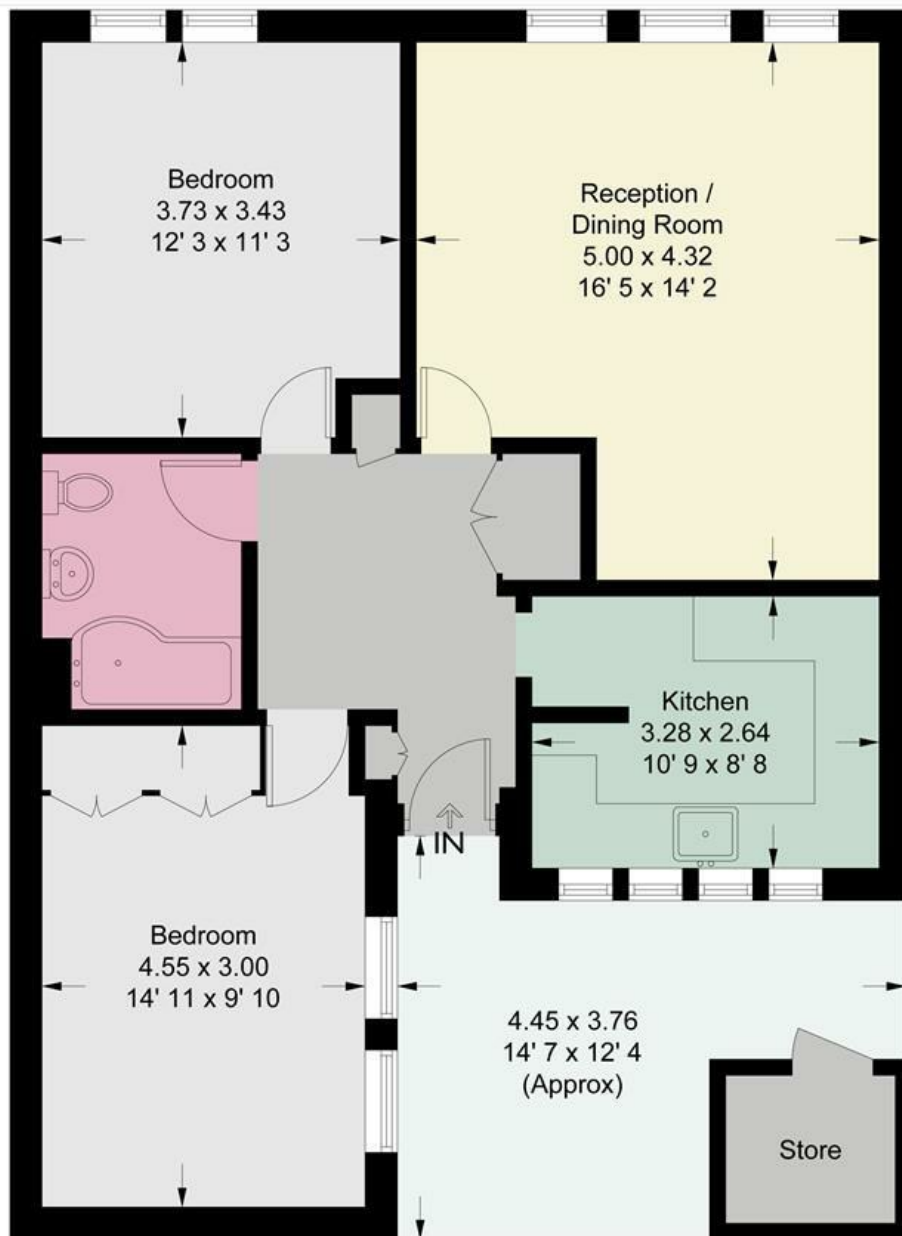 Bedroom
3.73 x 3.43
12' 3 x 11' 3
Reception /
Dining Room
5.00 x 4.32
16' 5 x 14' 2
Kitchen
3.28 x 2.64
10' 9 x 8' 8
IN
Bedroom
4.55 x 3.00
14' 11 x 9' 10
4.45 x 3.76
14' 7 x 12' 4
(Approx)
Store